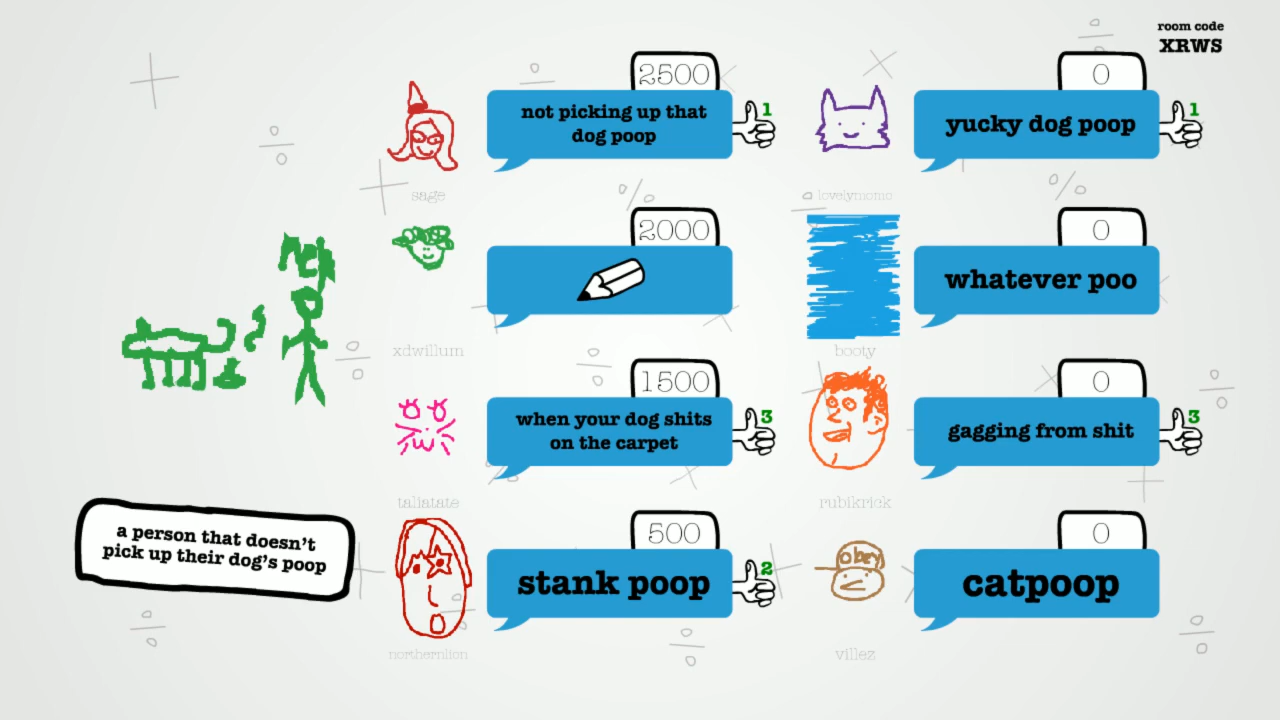 room code
XRWS
2500
not picking up that
dog poop
1
sage
0
yucky dog poop
1
lovelymomo
2000
xdwillum
0
whatever poo
booty
Meh
1500
when your dog shits
on the carpet
3
taliatate
0
gagging from shit
3
rubikrick
a person that doesn't
pick up their dog's poop
500
stank poop
2
northernlion
0
catpoop
obey
villez